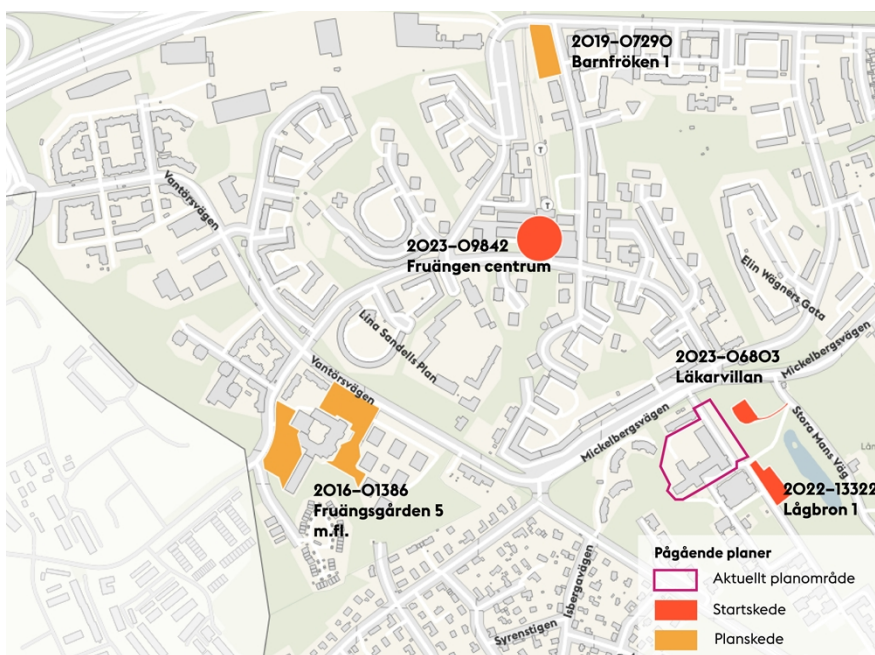 2019-07290
Barnfröken 1
Vantörsvägen
T
T
2023-09842
Fruängen centrum
Elin Wägners Gata
Lina Sandells Plan
2023-06803
Läkarvillan
Mickelbergsvägen
Vantörsvägen
Mickelbergsvägen
Stora Mans Väg
2016-01386
Fruängsgården 5
m.fl.
2022-13322
Lågbron 1
Isbergavägen
Syrenstigen
Pågående planer
Aktuellt planområde
Startskede
Planskede